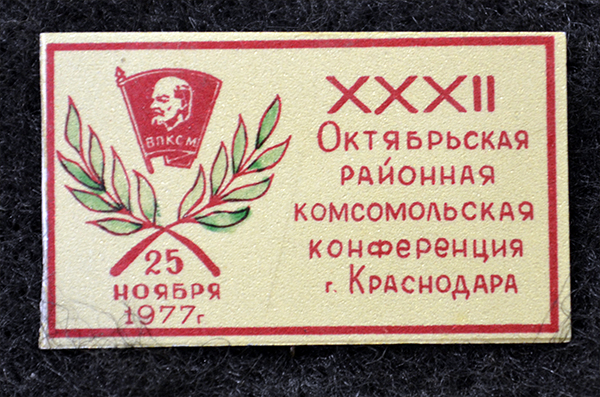 ВЛКСМ
25
НОЯБРЯ
1977г
XXXII
ОКТЯБРЬСКАЯ
РАЙОННАЯ
КОМСОМОЛЬСКАЯ
КОНФЕРЕНЦИЯ
г. КРАСНОДАРА